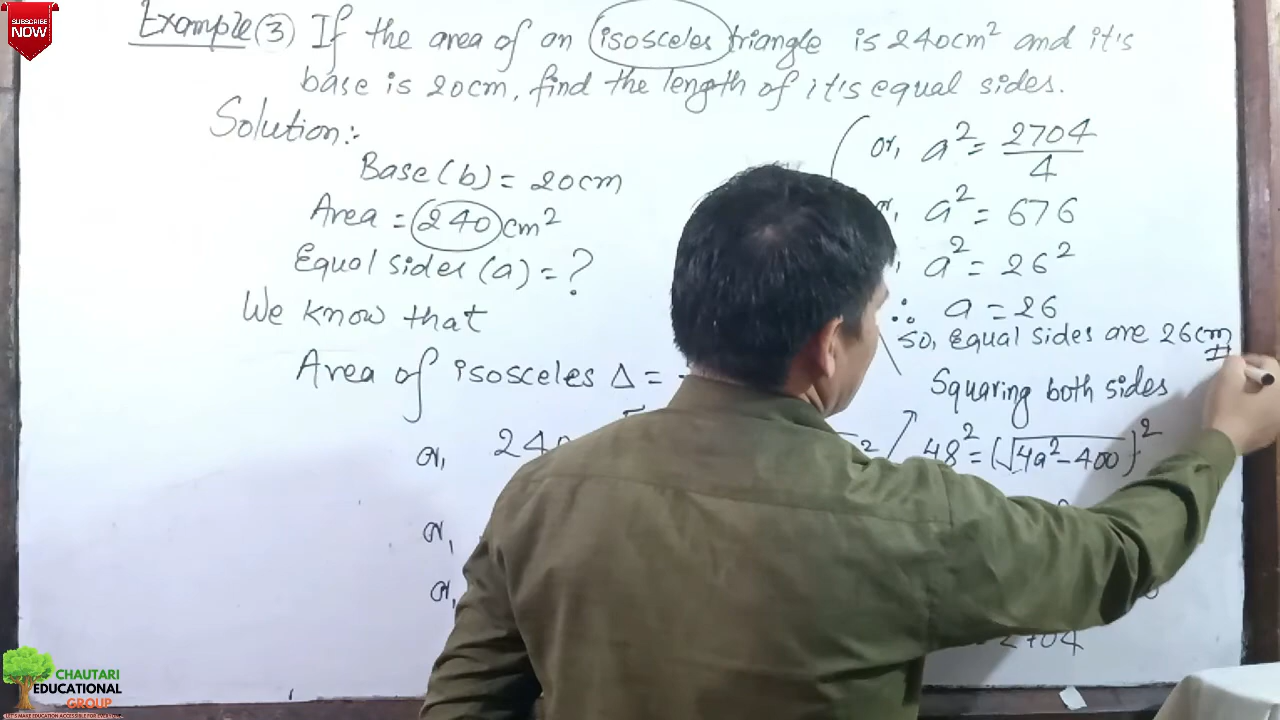 SUBSCRIBE
NOW
Example (3) If the area of an isosceles triangle is 240cm² and it's
base is 20cm, find the length of it's equal sides.
Solution:-
Base (b) = 20cm
Area = 240 cm²
Equal sides (a) = ?
We know that
Area of isosceles Δ =
or, 240
or,
or,
or, a² = 2704/4
a² = 676
a² = 26²
∴ a = 26
So, Equal sides are 26cm
Squaring both sides
48² = (√4a²-400)²
2704
CHAUTARI
EDUCATIONAL
GROUP